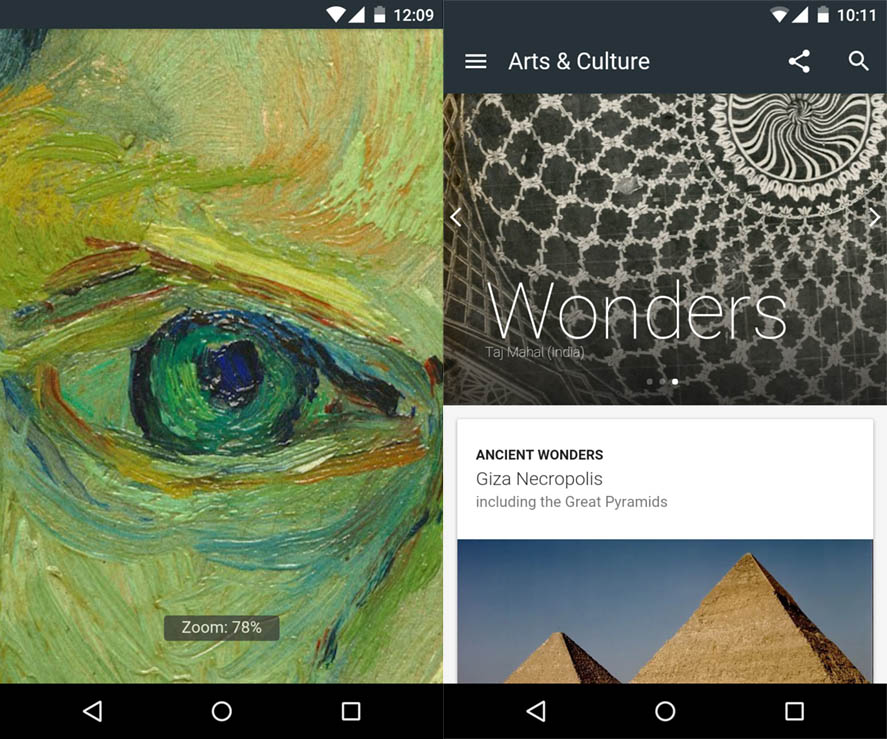 12:09
Zoom: 78%
10:11
Arts & Culture
Wonders
Taj Mahal (India)
ANCIENT WONDERS
Giza Necropolis
including the Great Pyramids